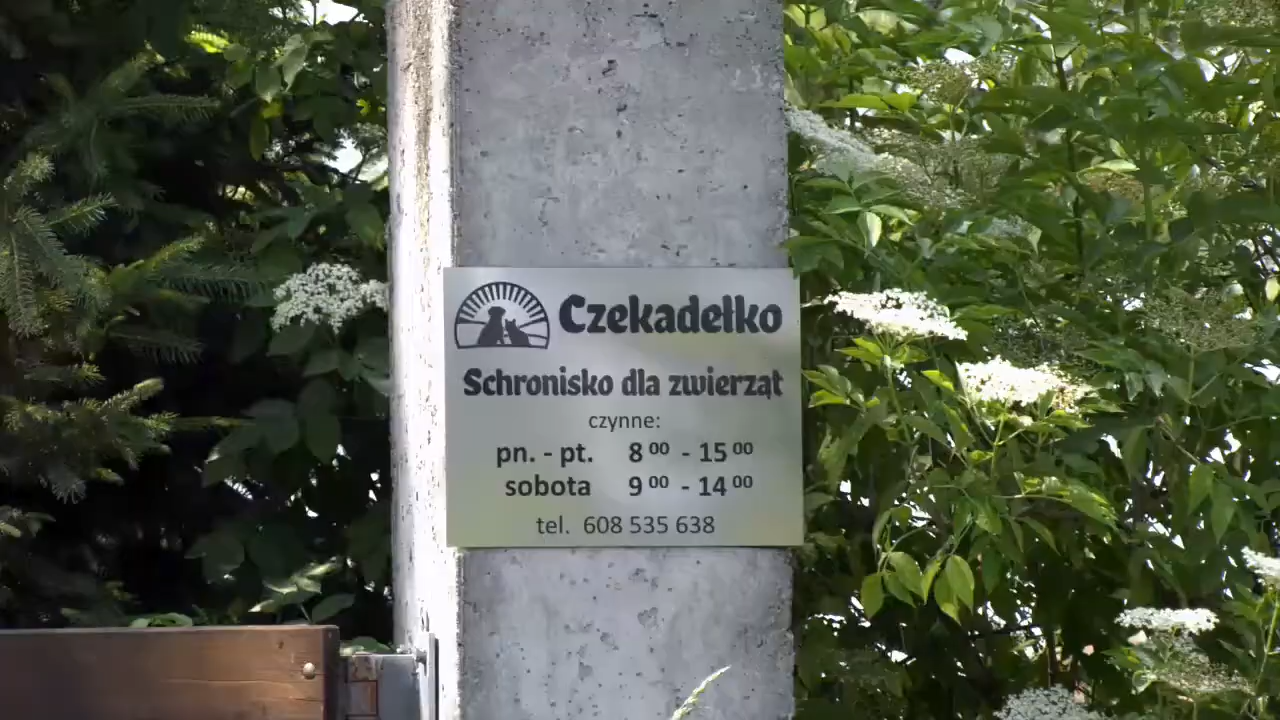 Czekadełko
Schronisko dla zwierząt
czynne:
pn. - pt. 8 00 - 15 00
sobota 9 00 - 14 00
tel. 608 535 638